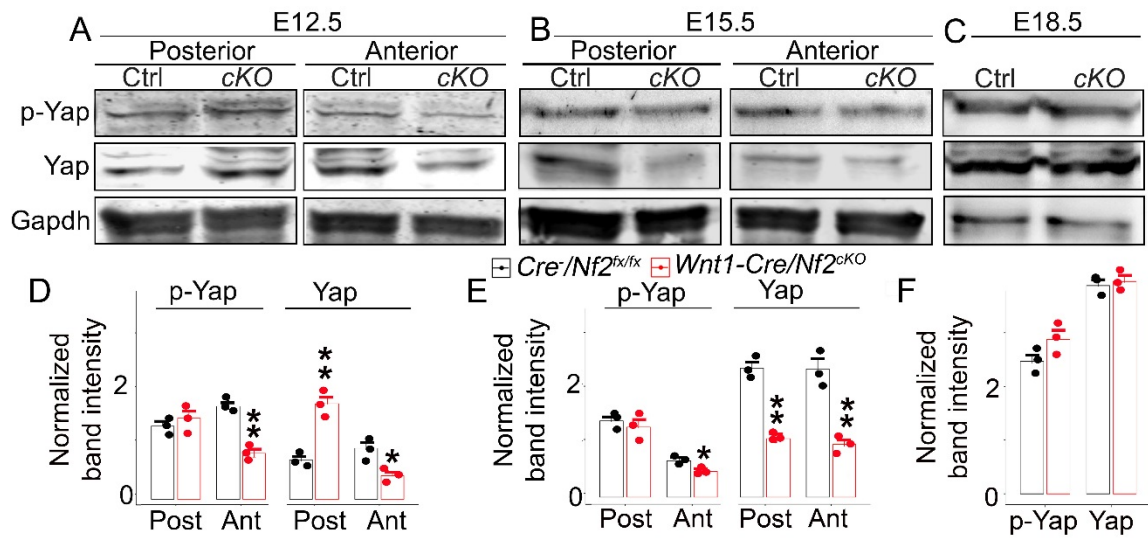 A E12.5 B E15.5 C E18.5
Posterior Anterior Posterior Anterior
Ctrl cKO Ctrl cKO Ctrl cKO Ctrl cKO Ctrl cKO
p-Yap
Yap
Gapdh
Cre-/Nf2fx/fx Wnt1-Cre/Nf2cKO
D p-Yap Yap E p-Yap Yap F
Normalized
band intensity
2
0
**
**
*
Post Ant Post Ant
Normalized
band intensity
2
0
*
**
**
Post Ant Post Ant
Normalized
band intensity
2
0
p-Yap Yap